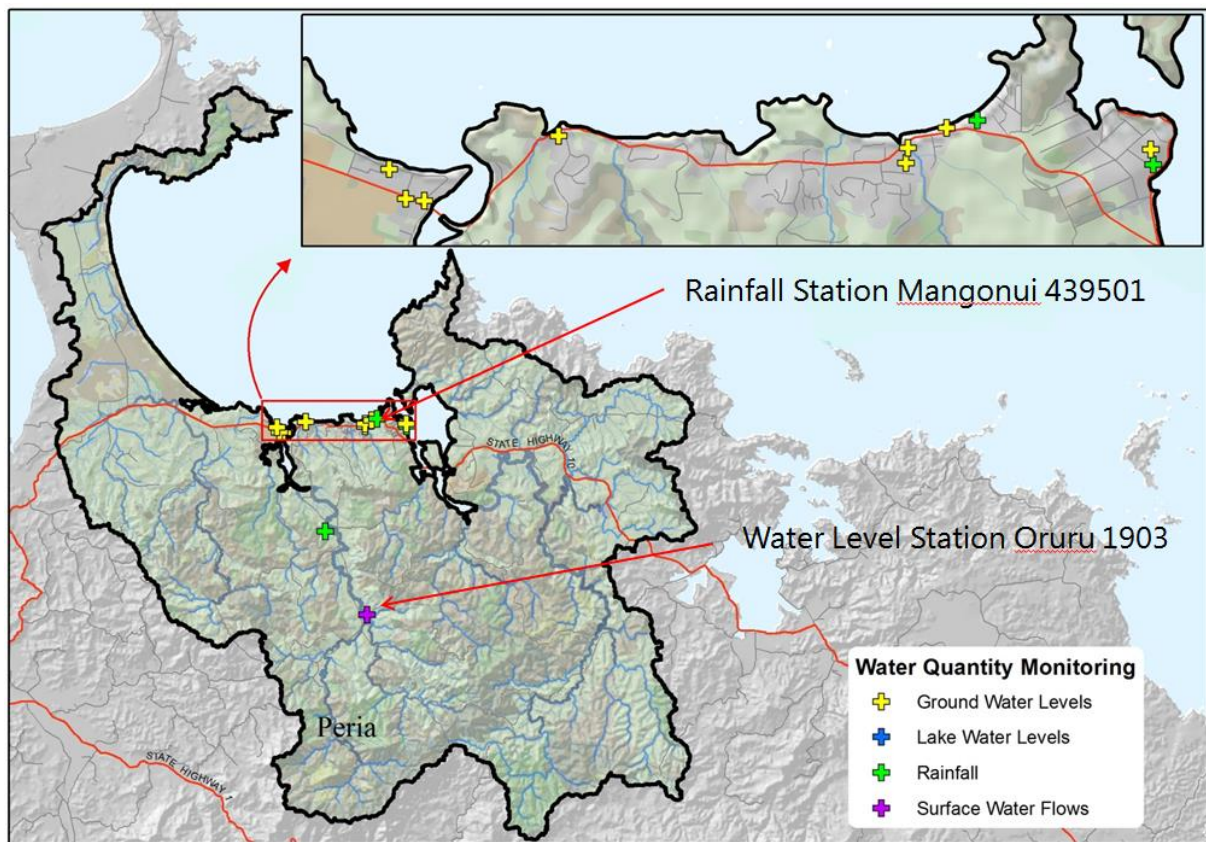 Rainfall Station Mangonui 439501
STATE HIGHWAY 10
Water Level Station Oruru 1903
Peria
STATE HIGHWAY 1
Water Quantity Monitoring
Ground Water Levels
Lake Water Levels
Rainfall
Surface Water Flows